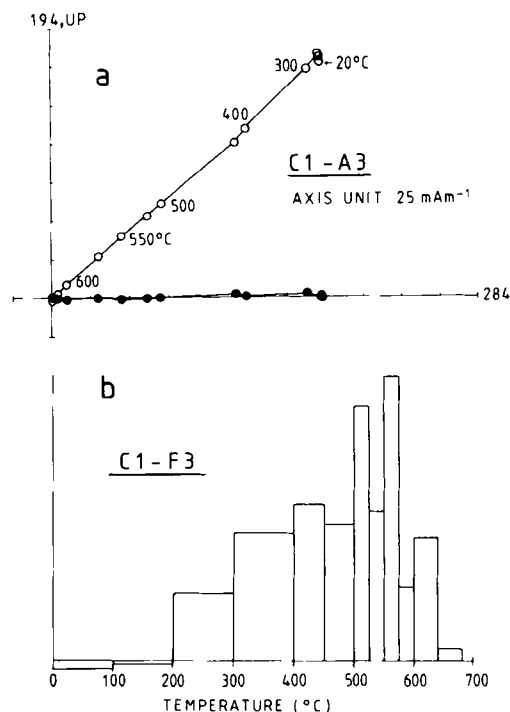 194,UP
a
300
←20°C
400
C1-A3
AXIS UNIT 25 mAm⁻¹
500
550°C
600
284
b
C1-F3
0 100 200 300 400 500 600 700
TEMPERATURE (°C)